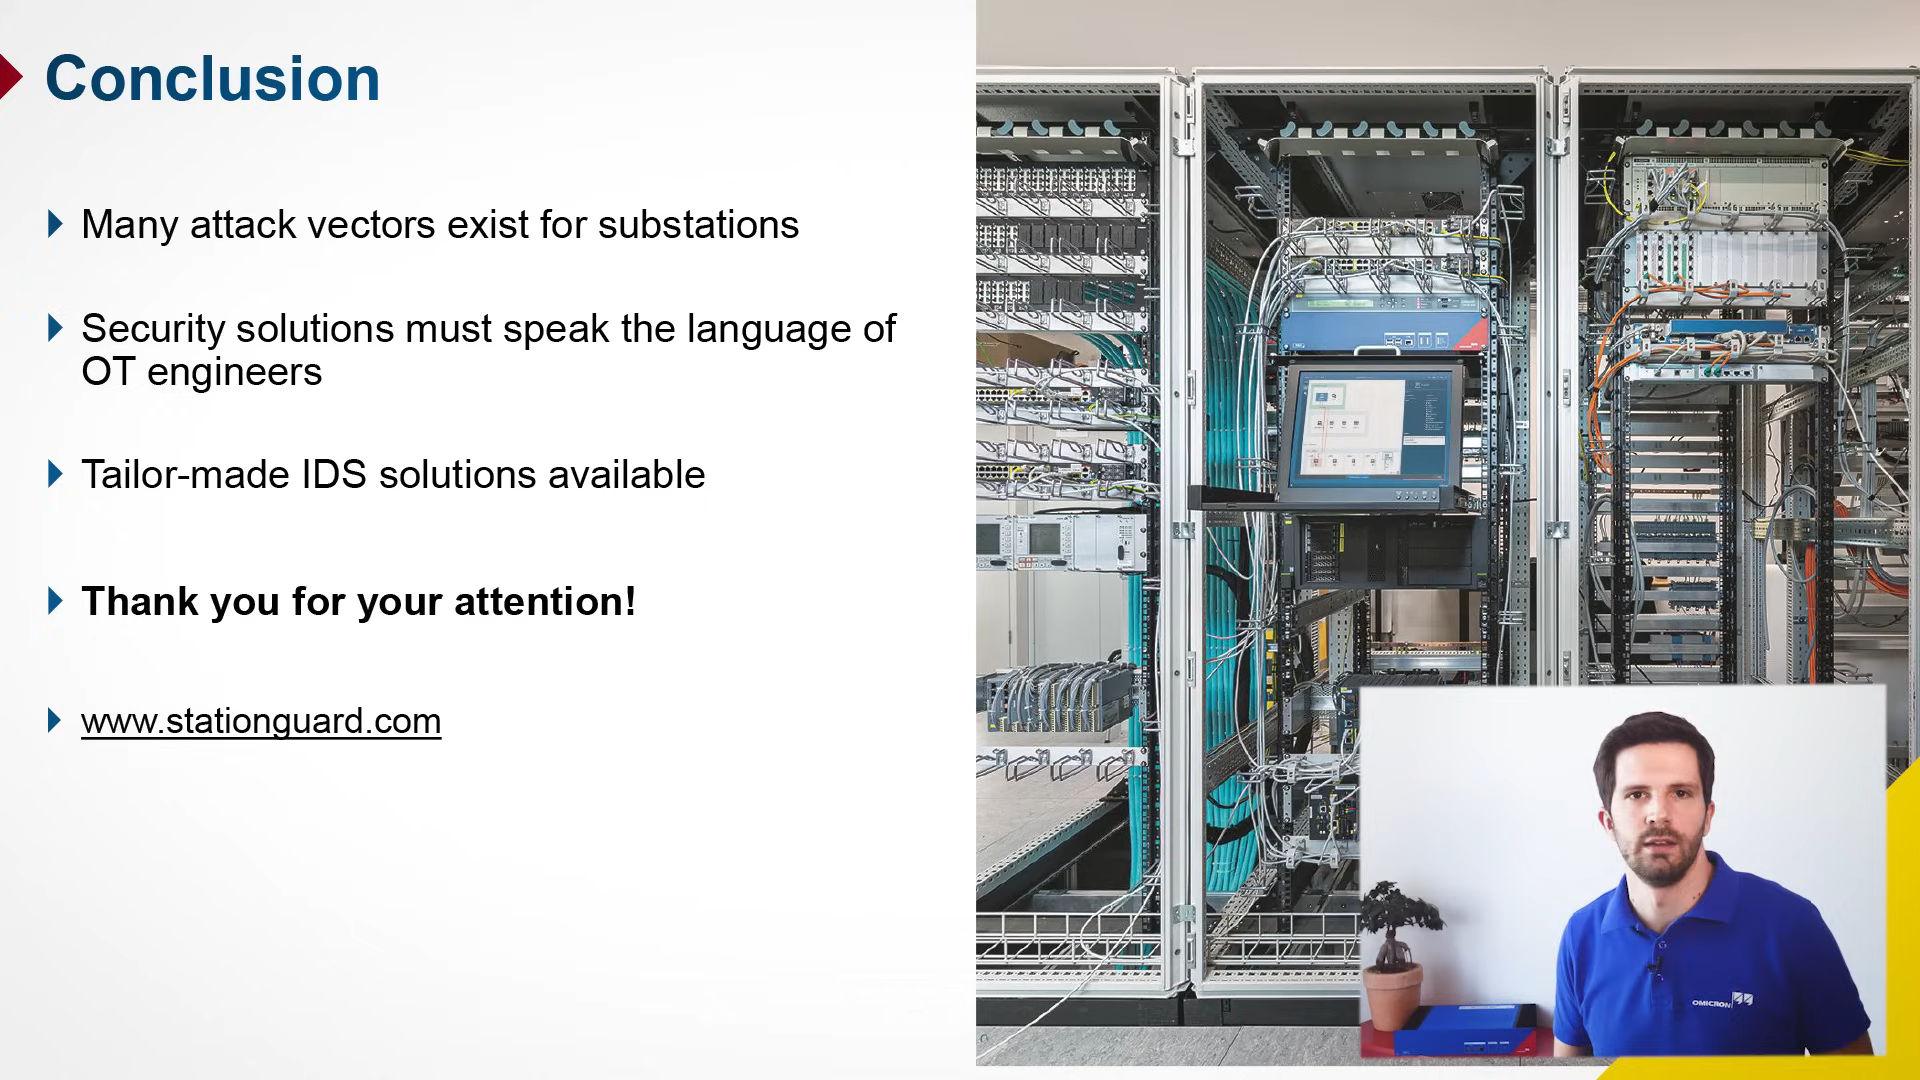 Conclusion
Many attack vectors exist for substations
Security solutions must speak the language of
OT engineers
Tailor-made IDS solutions available
Thank you for your attention!
www.stationguard.com
OMICRON